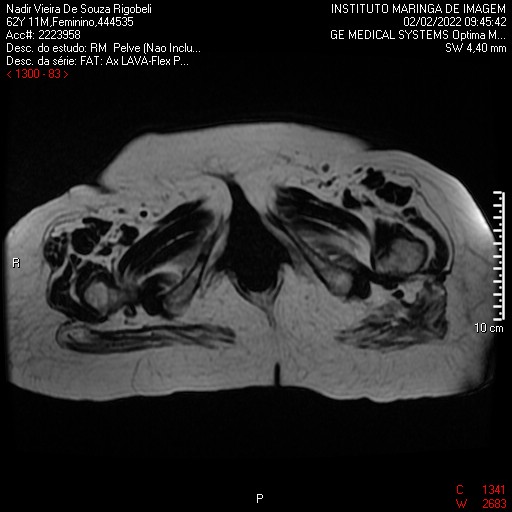 Nadir Vieira De Souza Rigobeli
62Y 11M,Feminino,444535
Acc#: 2223958
Desc. do estudo: RM Pelve (Nao Inclu...
Desc. da série: FAT: Ax LAVA-Flex P...
< 1300 - 83 >
INSTITUTO MARINGA DE IMAGEM
02/02/2022 09:45:42
GE MEDICAL SYSTEMS Optima M...
SW 4,40 mm
R
10 cm
P
C 1341
W 2683